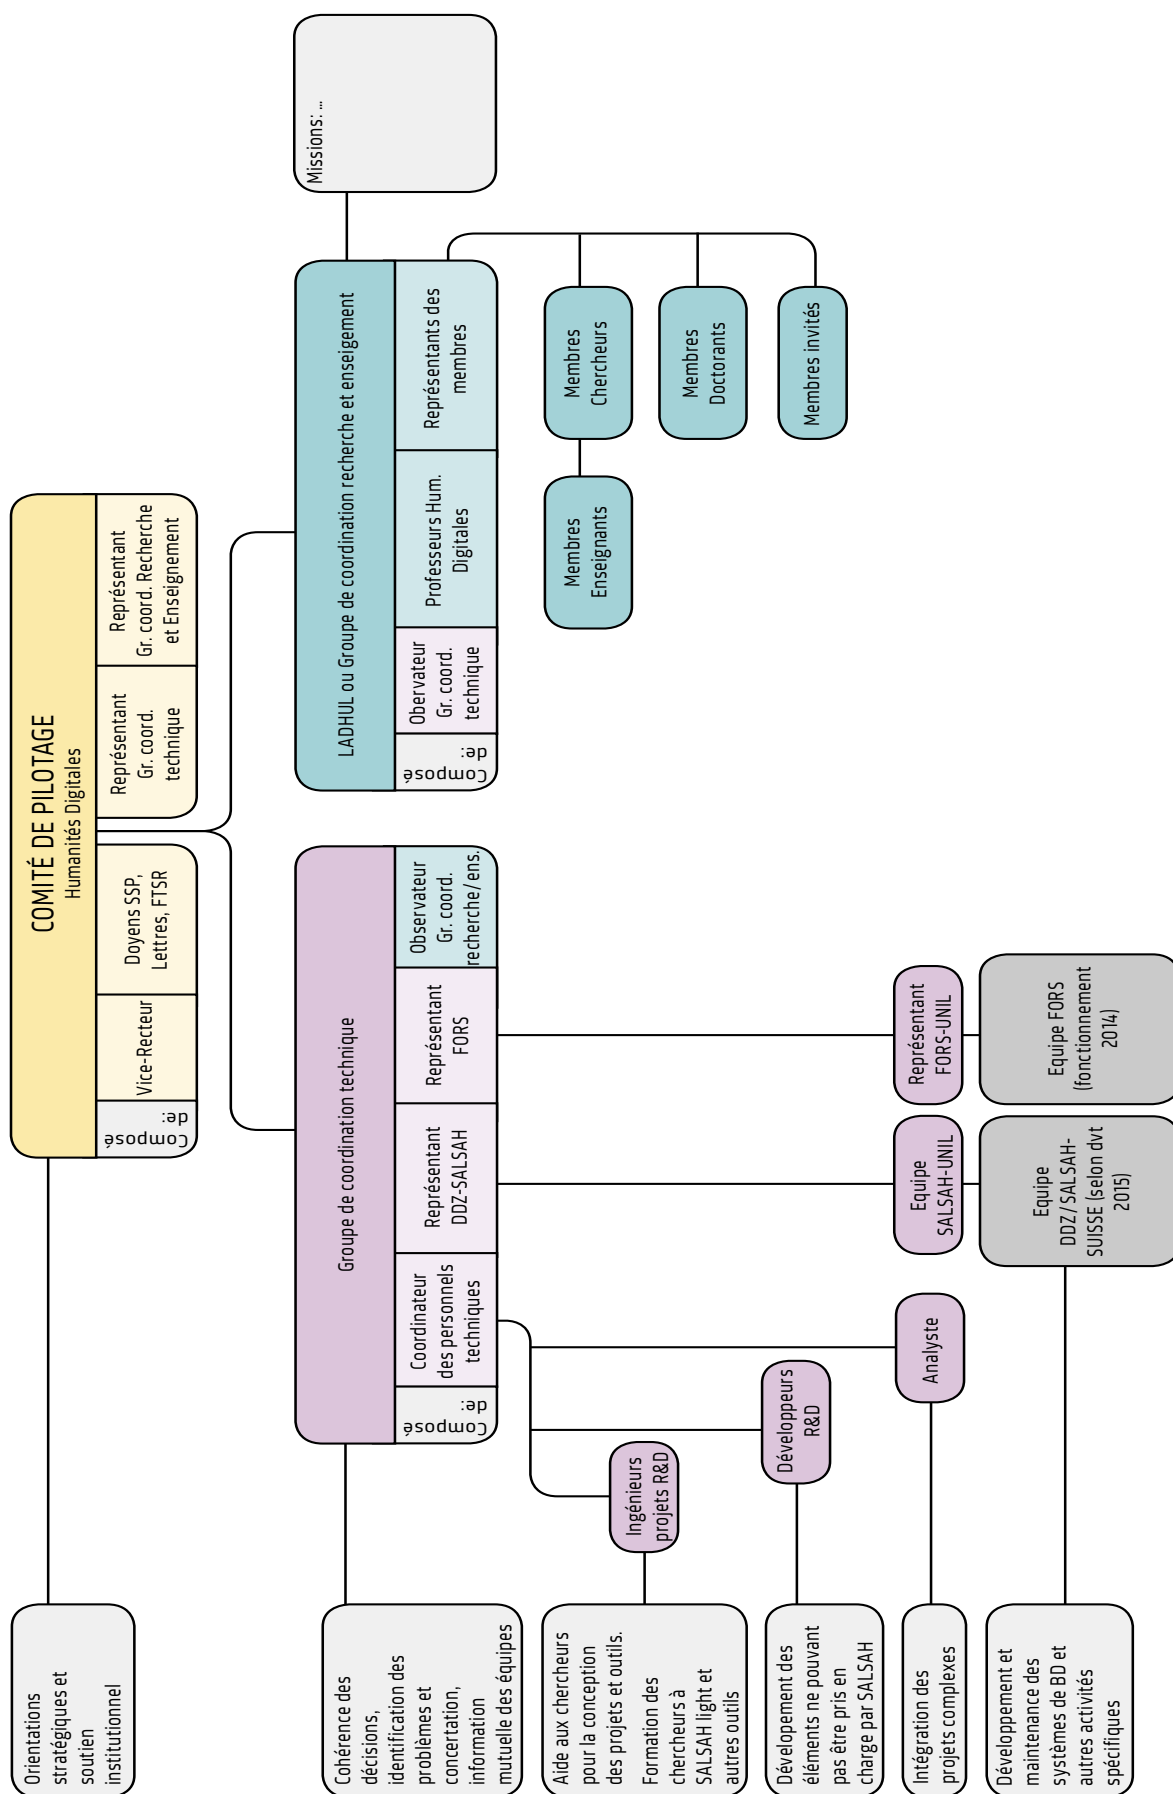 COMITÉ DE PILOTAGE
Humanités Digitales
Composé
de:
Vice-Recteur
Doyens SSP,
Lettres, FTSR
Représentant
Gr. coord.
technique
Représentant
Gr. coord. Recherche
et Enseignement
Orientations
stratégiques et
soutien
institutionnel
Groupe de coordination technique
Composé
de:
Coordinateur
des personnels
techniques
Représentant
DDZ-SALSAH
Représentant
FORS
Observateur
Gr. coord.
recherche/ens.
LADHUL ou Groupe de coordination recherche et enseigement
Composé
de:
Obervateur
Gr. coord.
technique
Professeurs Hum.
Digitales
Représentants des
membres
Missions: ...
Cohérence des
décisions,
identification des
problèmes et
concertation,
information
mutuelle des équipes
Membres
Enseignants
Membres
Chercheurs
Membres
Doctorants
Membres invités
Aide aux chercheurs
pour la conception
des projets et outils.
Formation des
chercheurs à
SALSAH light et
autres outils
Ingénieurs
projets R&D
Dévelopement des
éléments ne pouvant
pas être pris en
charge par SALSAH
Développeurs
R&D
Intégration des
projets complexes
Analyste
Equipe
SALSAH-UNIL
Représentant
FORS-UNIL
Développement et
maintenance des
systèmes de BD et
autres activités
spécifiques
Equipe
DDZ/SALSAH-
SUISSE (selon dvt
2015)
Equipe FORS
(fonctionnement
2014)